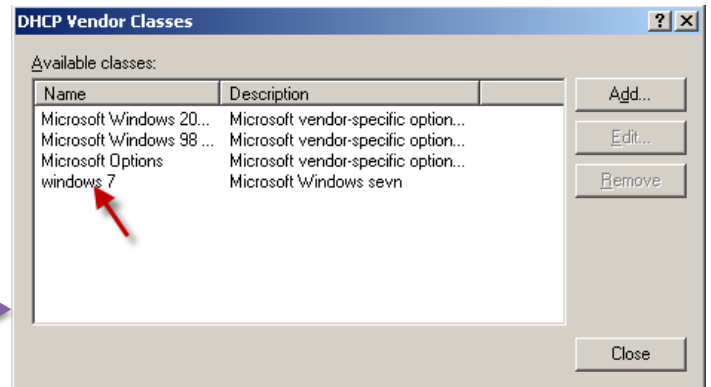 DHCP Vendor Classes
Available classes:
Name Description
Add...
Microsoft Windows 20... Microsoft vendor-specific option...
Microsoft Windows 98 ... Microsoft vendor-specific option...
Edit...
Microsoft Options Microsoft vendor-specific option...
windows 7 Microsoft Windows sevn
Remove
Close